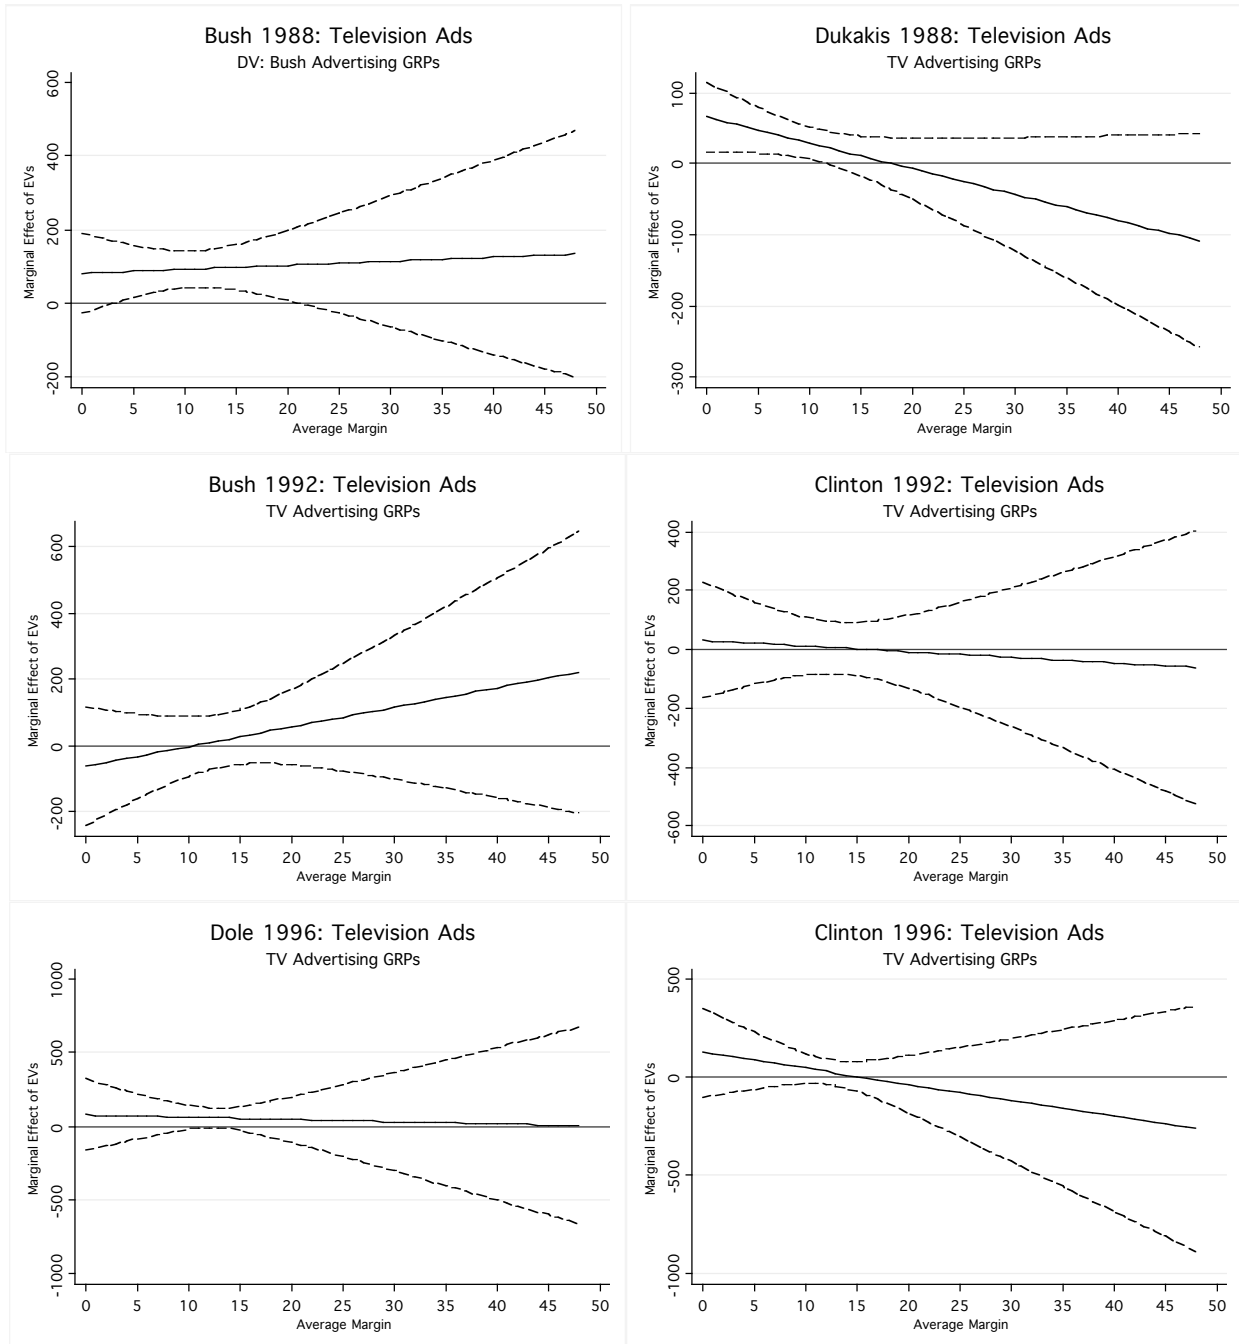 Bush 1988: Television Ads
DV: Bush Advertising GRPs
Marginal Effect of EVs
600
400
200
0
-200
0 5 10 15 20 25 30 35 40 45 50
Average Margin
Dukakis 1988: Television Ads
TV Advertising GRPs
Marginal Effect of EVs
100
0
-100
-200
-300
0 5 10 15 20 25 30 35 40 45 50
Average Margin
Bush 1992: Television Ads
TV Advertising GRPs
Marginal Effect of EVs
600
400
200
0
-200
0 5 10 15 20 25 30 35 40 45 50
Average Margin
Clinton 1992: Television Ads
TV Advertising GRPs
Marginal Effect of EVs
400
200
0
-200
-400
-600
0 5 10 15 20 25 30 35 40 45 50
Average Margin
Dole 1996: Television Ads
TV Advertising GRPs
Marginal Effect of EVs
1000
500
0
-500
-1000
0 5 10 15 20 25 30 35 40 45 50
Average Margin
Clinton 1996: Television Ads
TV Advertising GRPs
Marginal Effect of EVs
500
0
-500
-1000
0 5 10 15 20 25 30 35 40 45 50
Average Margin